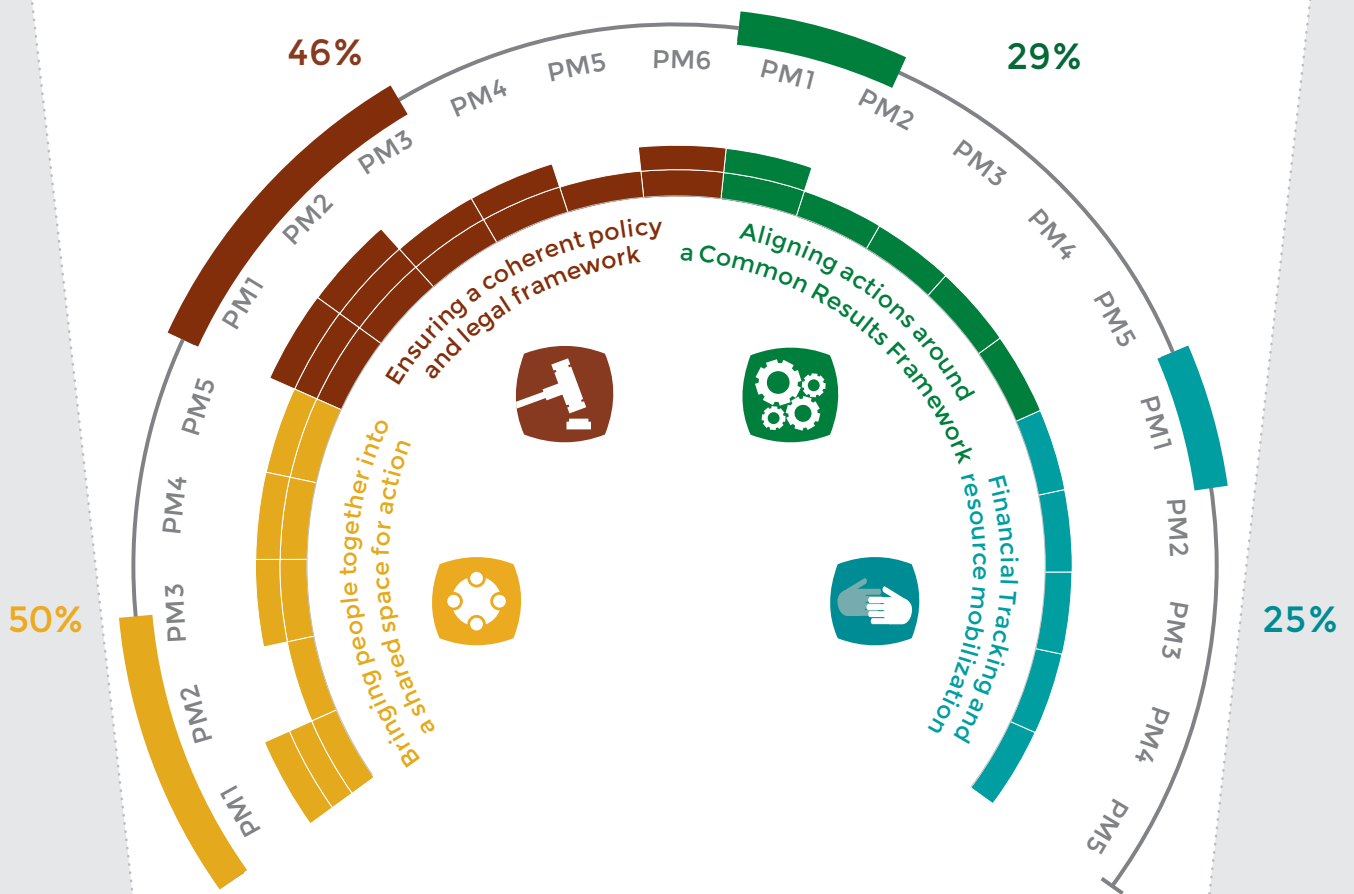 46%
29%
50%
25%
PM1
PM2
PM3
PM4
PM5
PM1
PM2
PM3
PM4
PM5
PM6
PM1
PM2
PM3
PM4
PM5
PM1
PM2
PM3
PM4
PM5
Bringing people together into
a shared space for action
Ensuring a coherent policy
and legal framework
Aligning actions around
a Common Results Framework
Financial Tracking and
resource mobilization